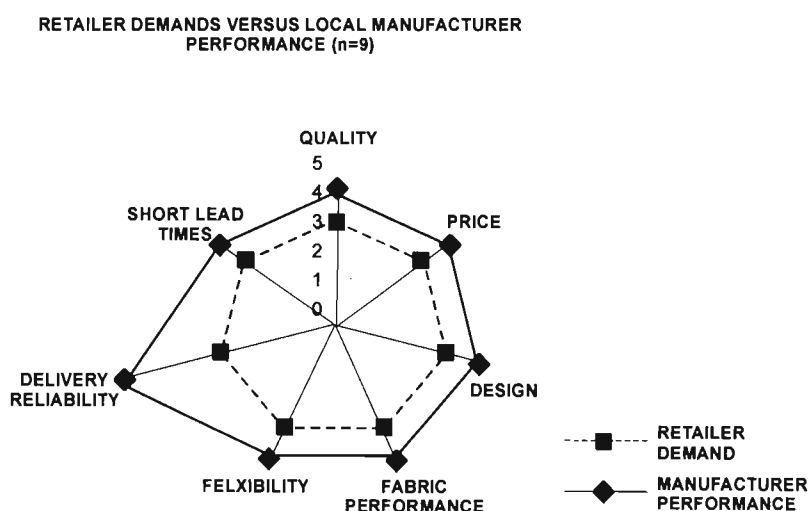 RETAILER DEMANDS VERSUS LOCAL MANUFACTURER
PERFORMANCE (n=9)
QUALITY
5
4
3
2
1
0
SHORT LEAD
TIMES
PRICE
DELIVERY
RELIABILITY
DESIGN
FELXIBILITY
FABRIC
PERFORMANCE
RETAILER
DEMAND
MANUFACTURER
PERFORMANCE